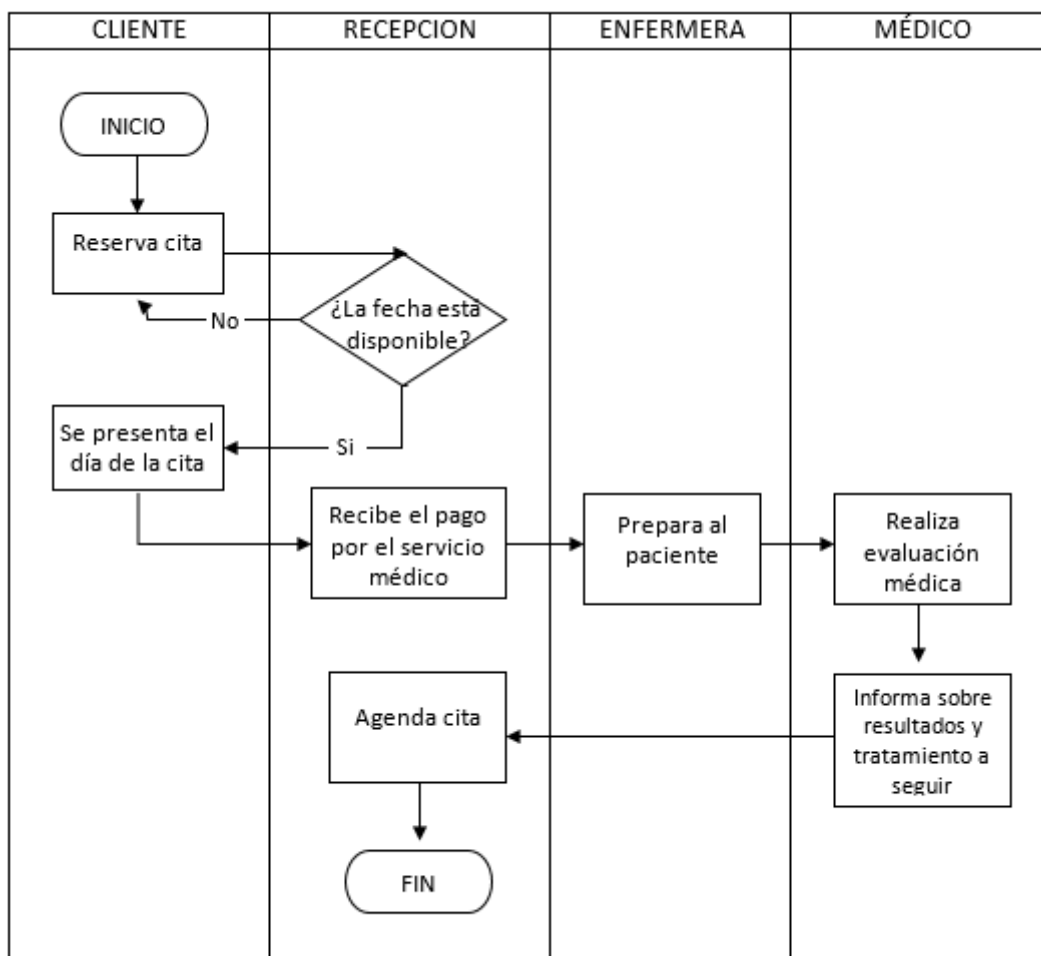 CLIENTE
RECEPCION
ENFERMERA
MÉDICO
INICIO
Reserva cita
¿La fecha está
disponible?
No
Si
Se presenta el
día de la cita
Recibe el pago
por el servicio
médico
Prepara al
paciente
Realiza
evaluación
médica
Informa sobre
resultados y
tratamiento a
seguir
Agenda cita
FIN